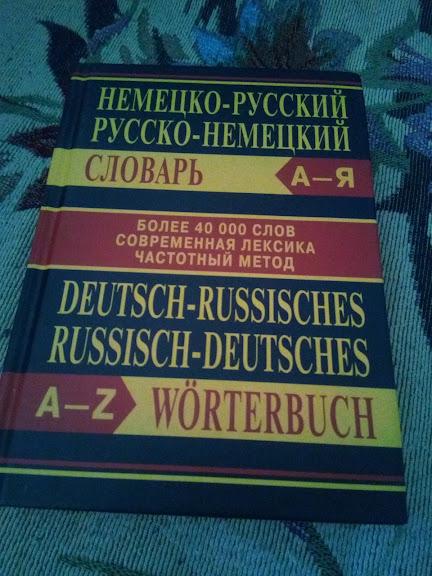 НЕМЕЦКО-РУССКИЙ
РУССКО-НЕМЕЦКИЙ
СЛОВАРЬ А–Я
БОЛЕЕ 40 000 СЛОВ
СОВРЕМЕННАЯ ЛЕКСИКА
ЧАСТОТНЫЙ МЕТОД
DEUTSCH-RUSSISCHES
RUSSISCH-DEUTSCHES
A–Z WÖRTERBUCH